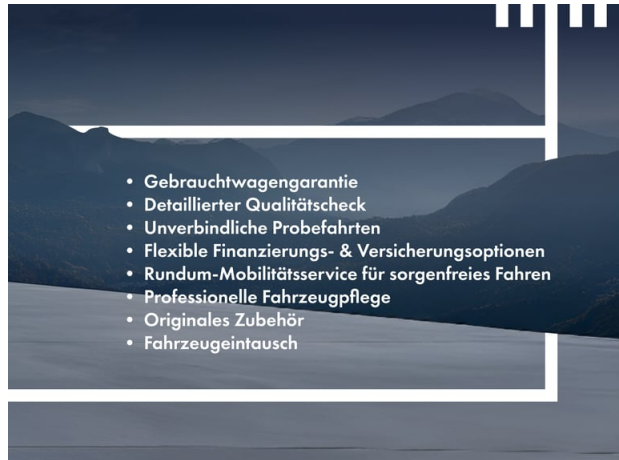 • Gebrauchtwagengarantie
• Detaillierter Qualitätscheck
• Unverbindliche Probefahrten
• Flexible Finanzierungs- & Versicherungsoptionen
• Rundum-Mobilitätsservice für sorgenfreies Fahren
• Professionelle Fahrzeugpflege
• Originales Zubehör
• Fahrzeugeintausch